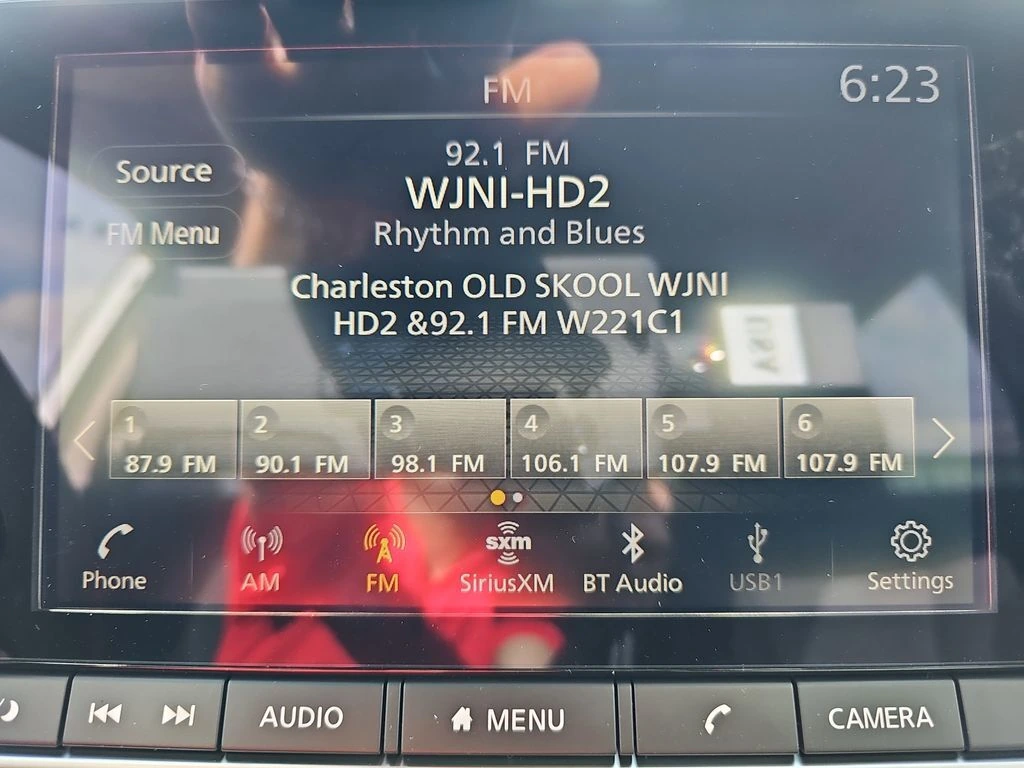 FM
6:23
92.1 FM
Source
WJNI-HD2
FM Menu
Rhythm and Blues
Charleston OLD SKOOL WJNI
HD2 &92.1 FM W221C1
1
2
3
4
5
6
87.9 FM
90.1 FM
98.1 FM
106.1 FM
107.9 FM
107.9 FM
sxm
Phone
AM
FM
SiriusXM
BT Audio
USB1
Settings
AUDIO
MENU
CAMERA